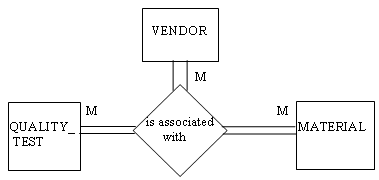 VENDOR
M
M
M
QUALITY_
TEST
is associated
with
MATERIAL